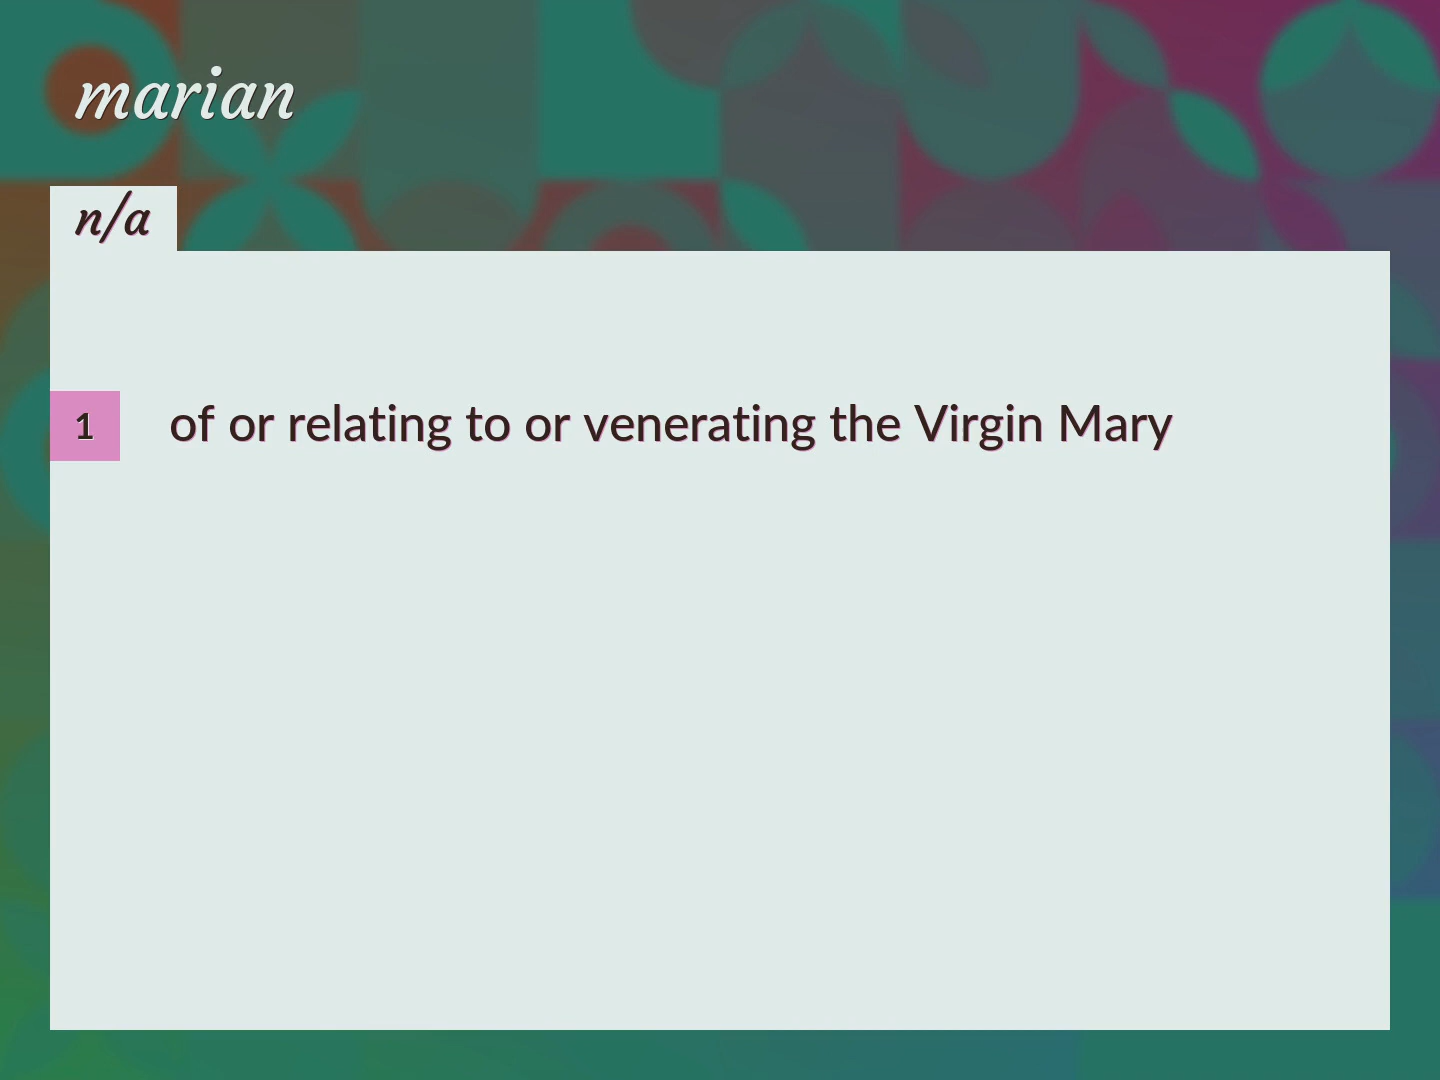 marian
n/a
1 of or relating to or venerating the Virgin Mary